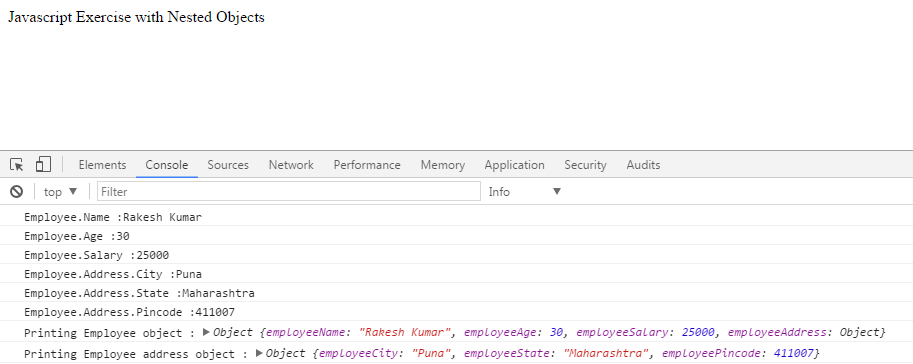 Javascript Exercise with Nested Objects
Elements Console Sources Network Performance Memory Application Security Audits
top ▼ Filter Info ▼
Employee.Name :Rakesh Kumar
Employee.Age :30
Employee.Salary :25000
Employee.Address.City :Puna
Employee.Address.State :Maharashtra
Employee.Address.Pincode :411007
Printing Employee object : ▶Object {employeeName: "Rakesh Kumar", employeeAge: 30, employeeSalary: 25000, employeeAddress: Object}
Printing Employee address object : ▶Object {employeeCity: "Puna", employeeState: "Maharashtra", employeePincode: 411007}